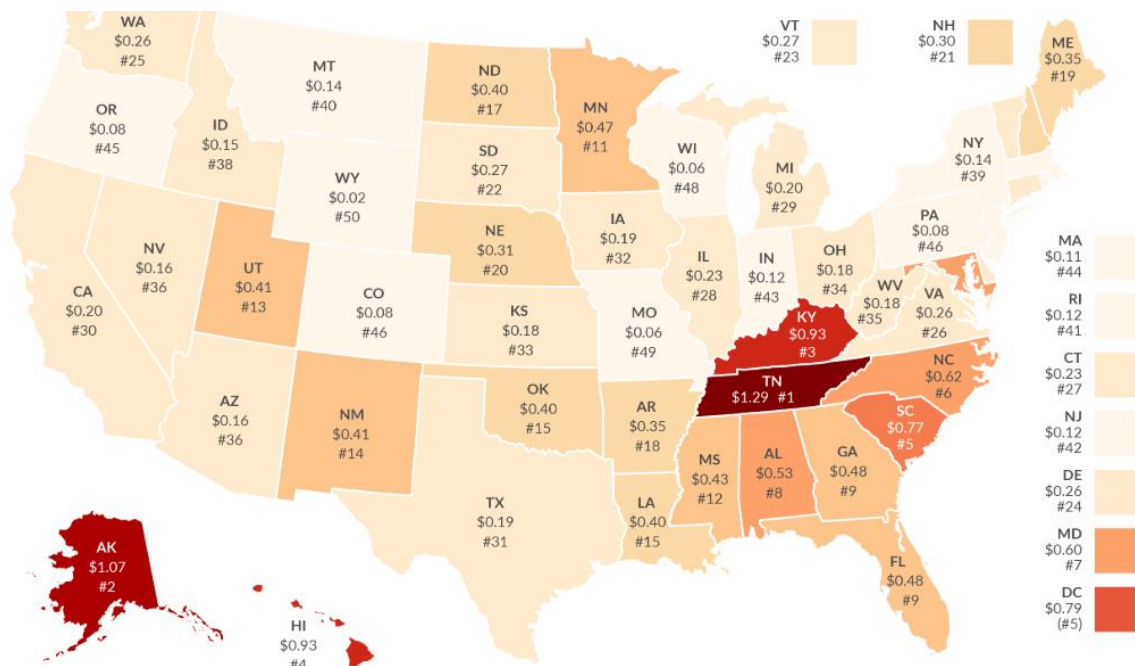 WA
$0.26
#25
MT
$0.14
#40
ND
$0.40
#17
MN
$0.47
#11
VT
$0.27
#23
NH
$0.30
#21
ME
$0.35
#19
OR
$0.08
#45
ID
$0.15
#38
WY
$0.02
#50
SD
$0.27
#22
WI
$0.06
#48
MI
$0.20
#29
NY
$0.14
#39
NV
$0.16
#36
UT
$0.41
#13
CO
$0.08
#46
NE
$0.31
#20
IA
$0.19
#32
IL
$0.23
#28
IN
$0.12
#43
OH
$0.18
#34
PA
$0.08
#46
CA
$0.20
#30
KS
$0.18
#33
MO
$0.06
#49
KY
$0.93
#3
WV
$0.18
#35
VA
$0.26
#26
MA
$0.11
#44
RI
$0.12
#41
CT
$0.23
#27
NJ
$0.12
#42
DE
$0.26
#24
MD
$0.60
#7
DC
$0.79
(#5)
AZ
$0.16
#36
NM
$0.41
#14
OK
$0.40
#15
AR
$0.35
#18
TN
$1.29 #1
NC
$0.62
#6
SC
$0.77
#5
TX
$0.19
#31
LA
$0.40
#15
MS
$0.43
#12
AL
$0.53
#8
GA
$0.48
#9
FL
$0.48
#9
AK
$1.07
#2
HI
$0.93
#4